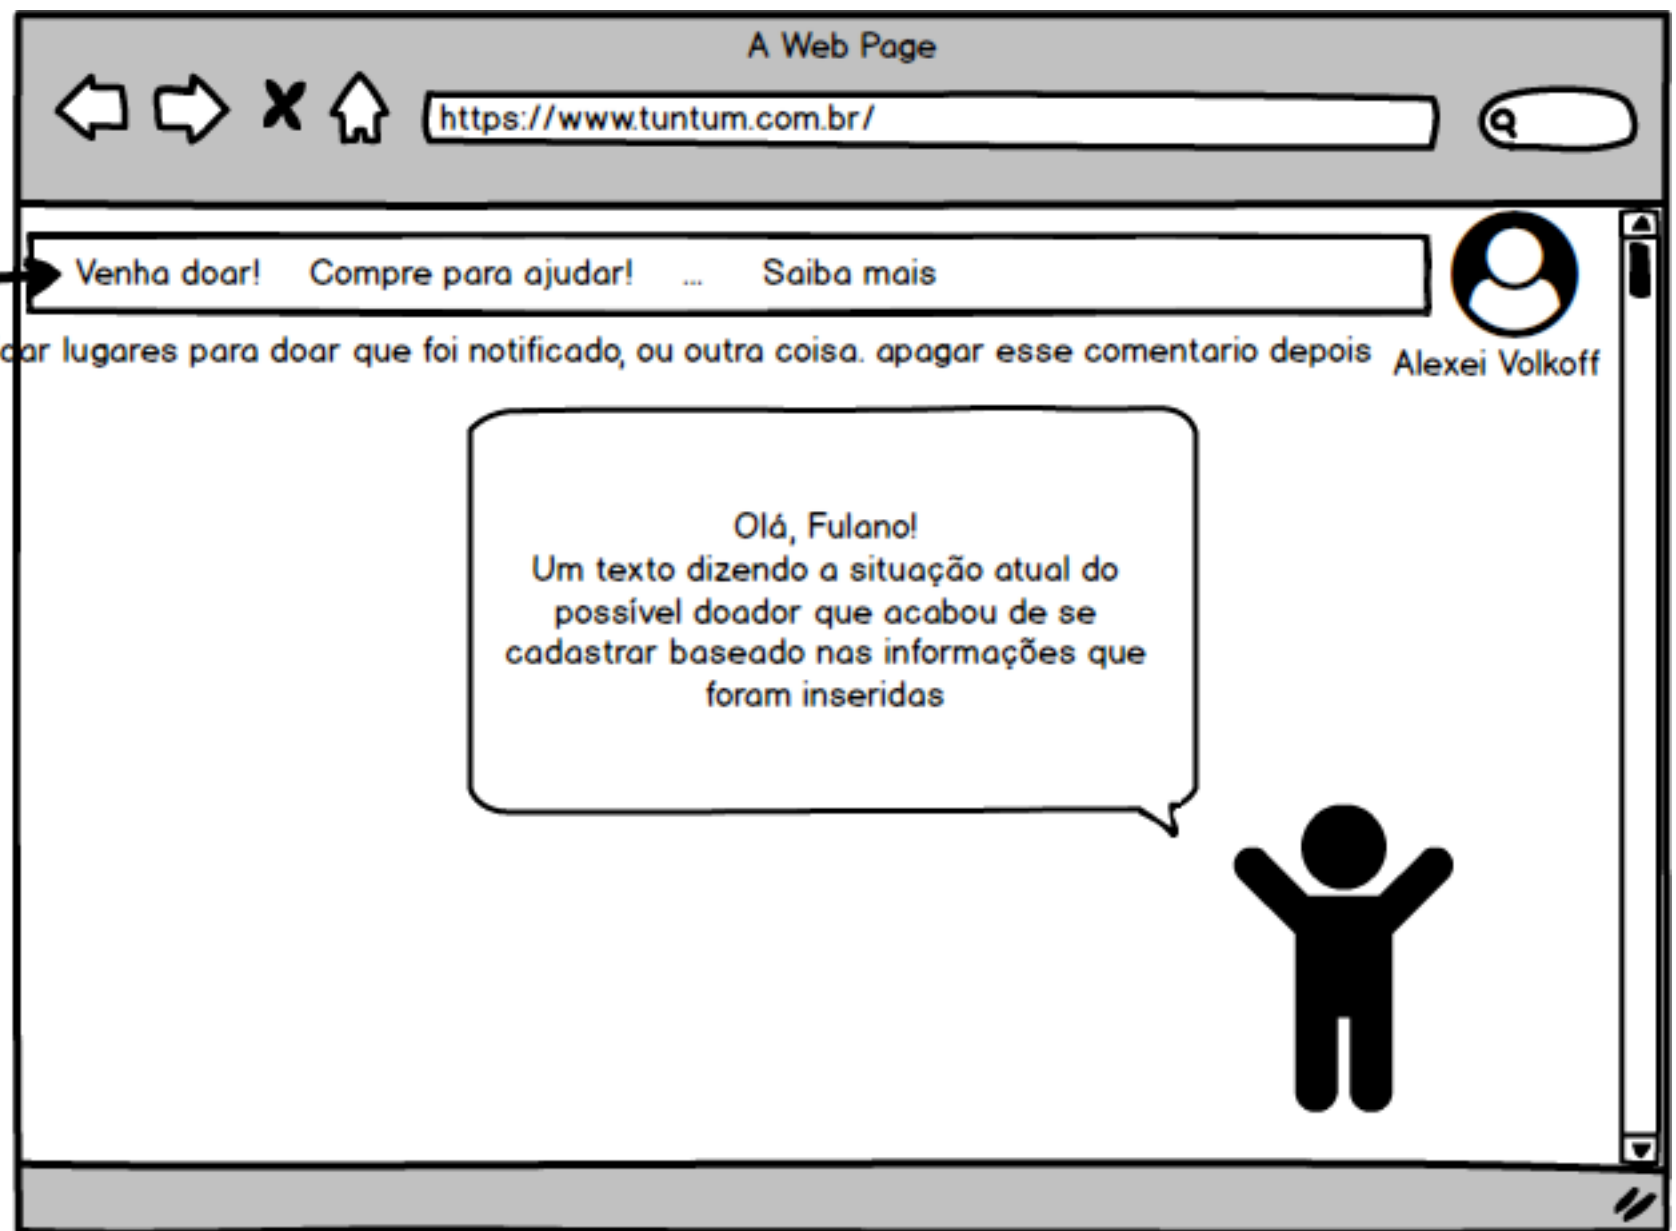 A Web Page
https://www.tuntum.com.br/
Venha doar! Compre para ajudar! ... Saiba mais
lugares para doar que foi notificado, ou outra coisa. apagar esse comentario depois
Alexei Volkoff
Olá, Fulano!
Um texto dizendo a situação atual do
possível doador que acabou de se
cadastrar baseado nas informações que
foram inseridas